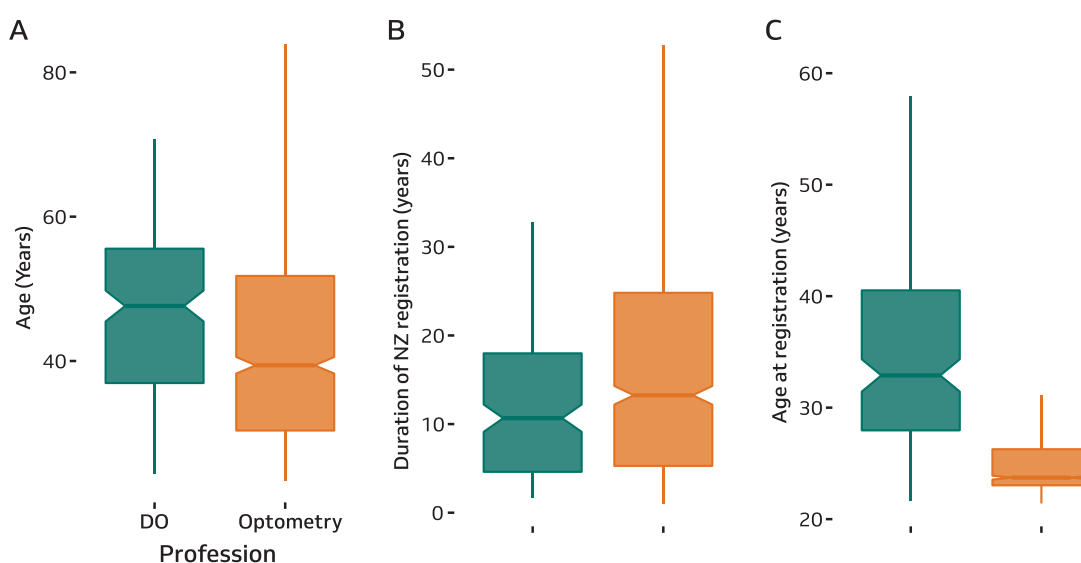 A
80
60
40
Age (Years)
DO Optometry
Profession
B
50
40
30
20
10
0
Duration of NZ registration (years)
C
60
50
40
30
20
Age at registration (years)